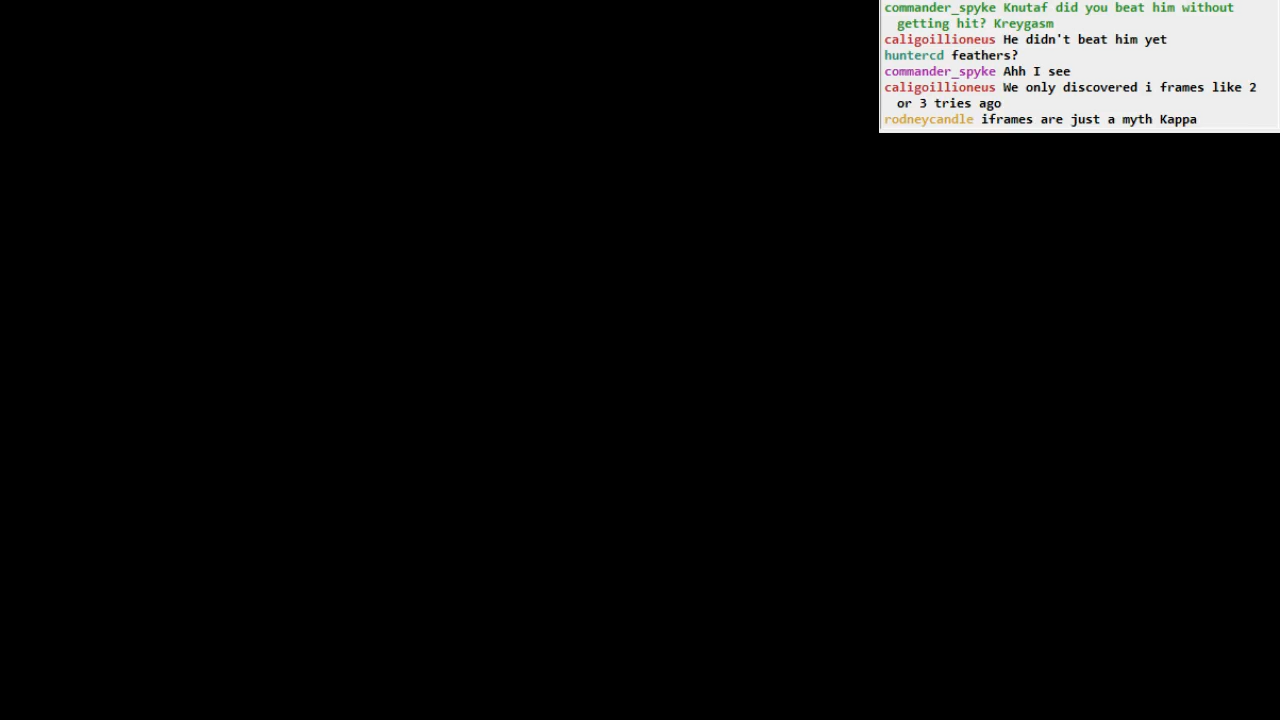 commander_spyke Knutaf did you beat him without
getting hit? Kreygasm
caligoillioneus He didn't beat him yet
huntercd feathers?
commander_spyke Ahh I see
caligoillioneus We only discovered i frames like 2
or 3 tries ago
rodneycandle iframes are just a myth Kappa